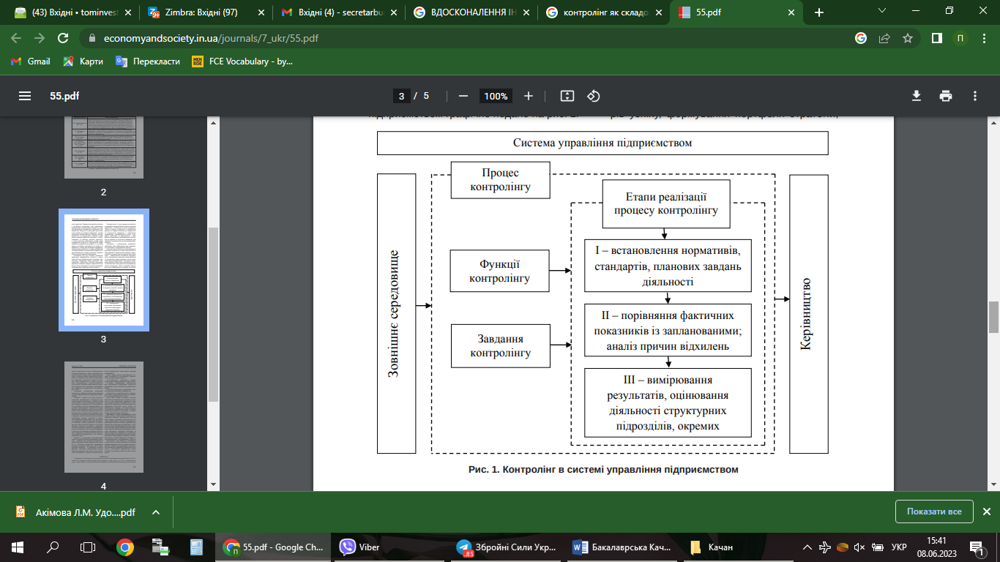 (43) Вхідні • tominvest
Zimbra: Вхідні (97)
Вхідні (4) - secretarbu
ВДОСКОНАЛЕННЯ ІН
контролінг як складо
55.pdf
economyandsociety.in.ua/journals/7_ukr/55.pdf
П
Gmail
Карти
Перекласти
FCE Vocabulary - by...
55.pdf
3 / 5
100%
2
3
4
Система управління підприємством
Процес
контролінгу
Етапи реалізації
процесу контролінгу
Зовнішнє середовище
Функції
контролінгу
Завдання
контролінгу
І – встановлення нормативів,
стандартів, планових завдань
діяльності
ІІ – порівняння фактичних
показників із запланованими;
аналіз причин відхилень
ІІІ – вимірювання
результатів, оцінювання
діяльності структурних
підрозділів, окремих
Керівництво
Рис. 1. Контролінг в системі управління підприємством
Акімова Л.М. Удо....pdf
Показати все
55.pdf - Google Ch...
Viber
Збройні Сили Укр...
Бакалаврська Кач...
Качан
УКР
15:41
08.06.2023